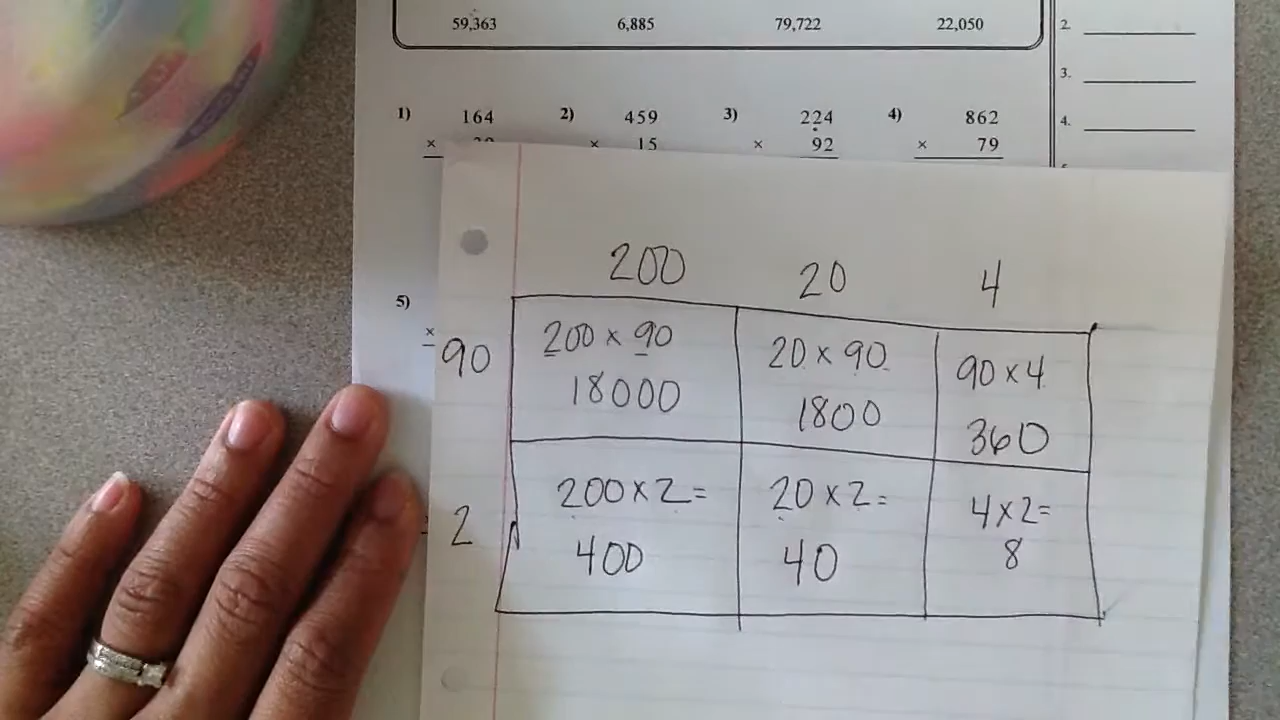 59,363 6,885 79,722 22,050
2.
3.
4.
1) 164 2) 459 3) 224 4) 862
× × 15 × 92 × 79
5)
×
200 20 4
90 200 × 90 20 × 90 90 × 4
18000 1800 360
2 200 × 2 = 20 × 2 = 4 × 2 =
400 40 8